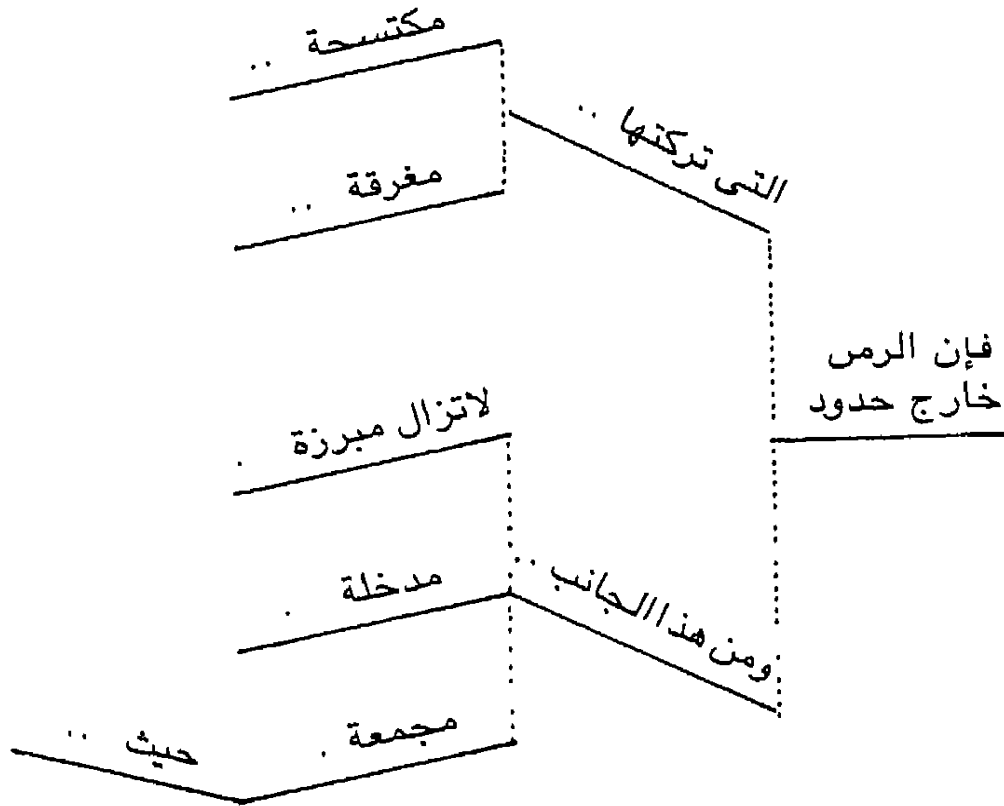 مكتسحة ..
التى تركتها ..
مغرقة ..
فإن الرمس
خارج حدود
لاتزال مبرزة .
ومن هذا الجانب ..
مدخلة .
مجمعة .
حيث ..